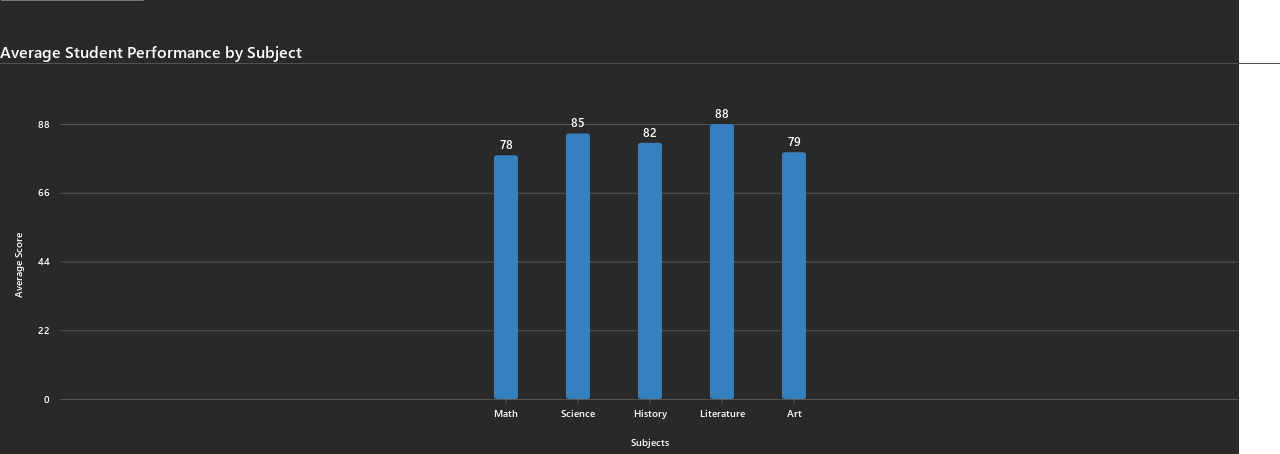 Average Student Performance by Subject
88
66
44
22
0
Average Score
78
85
82
88
79
Math
Science
History
Literature
Art
Subjects